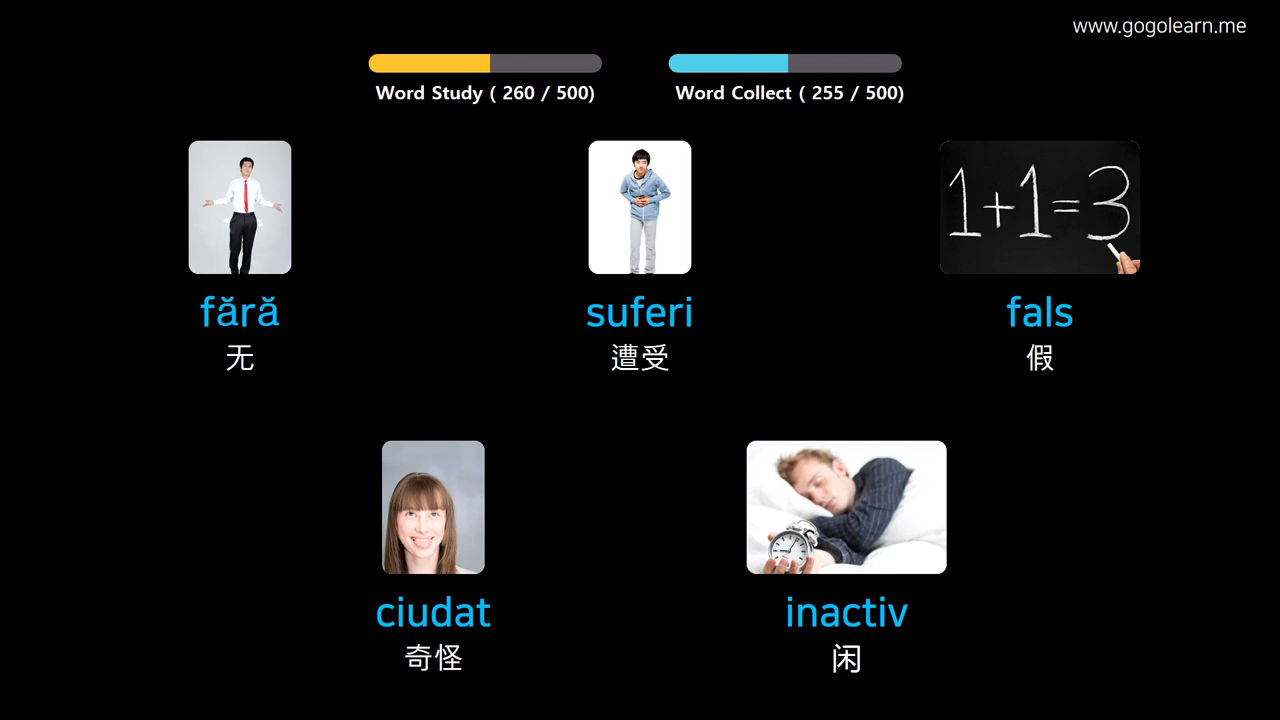 www.gogolearn.me
Word Study ( 260 / 500)
Word Collect ( 255 / 500)
1+1=3
fără
无
suferi
遭受
fals
假
ciudat
奇怪
inactiv
闲